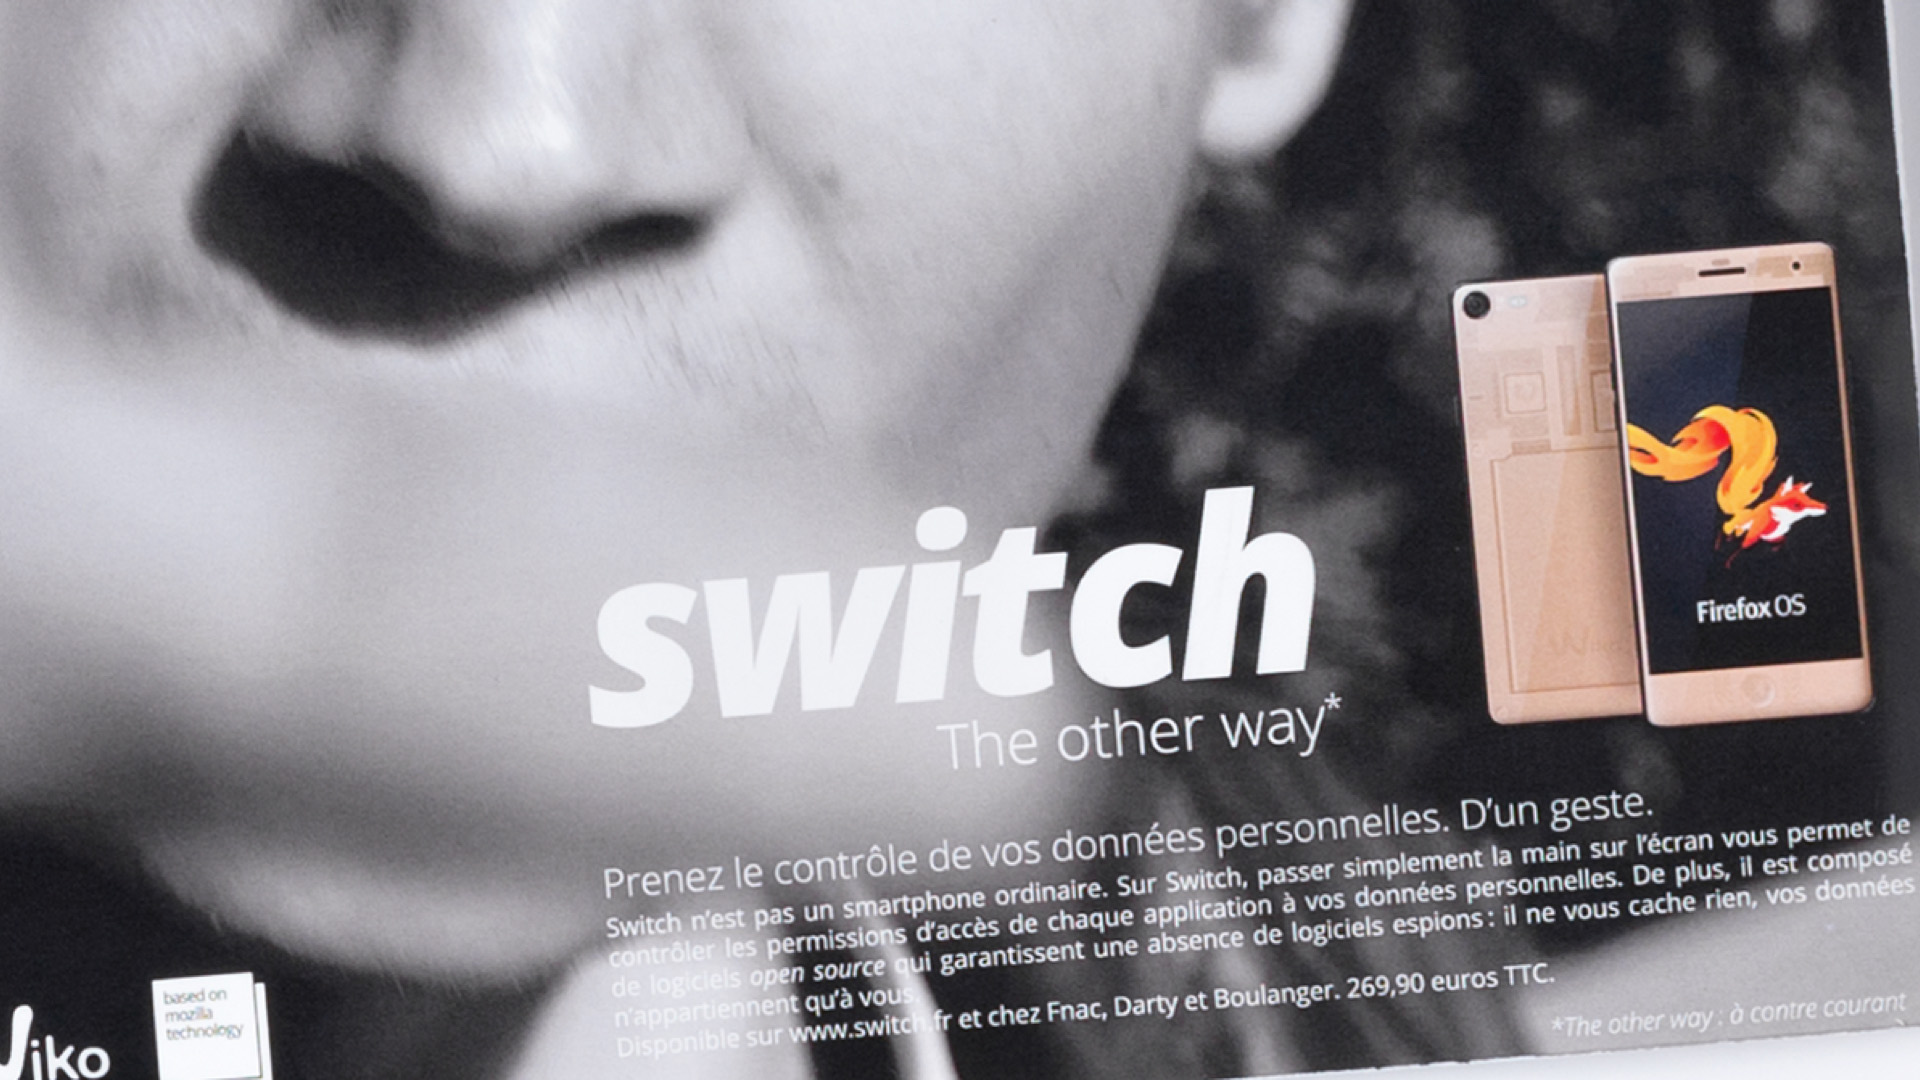 switch
The other way*
Firefox OS
Prenez le contrôle de vos données personnelles. D'un geste.
Switch n'est pas un smartphone ordinaire. Sur Switch, passer simplement la main sur l'écran vous permet de
contrôler les permissions d'accès de chaque application à vos données personnelles. De plus, il est composé
de logiciels open source qui garantissent une absence de logiciels espions : il ne vous cache rien, vos données
n'appartiennent qu'à vous.
Disponible sur www.switch.fr et chez Fnac, Darty et Boulanger. 269,90 euros TTC.
*The other way : à contre courant
iko
based on
mozilla
technology